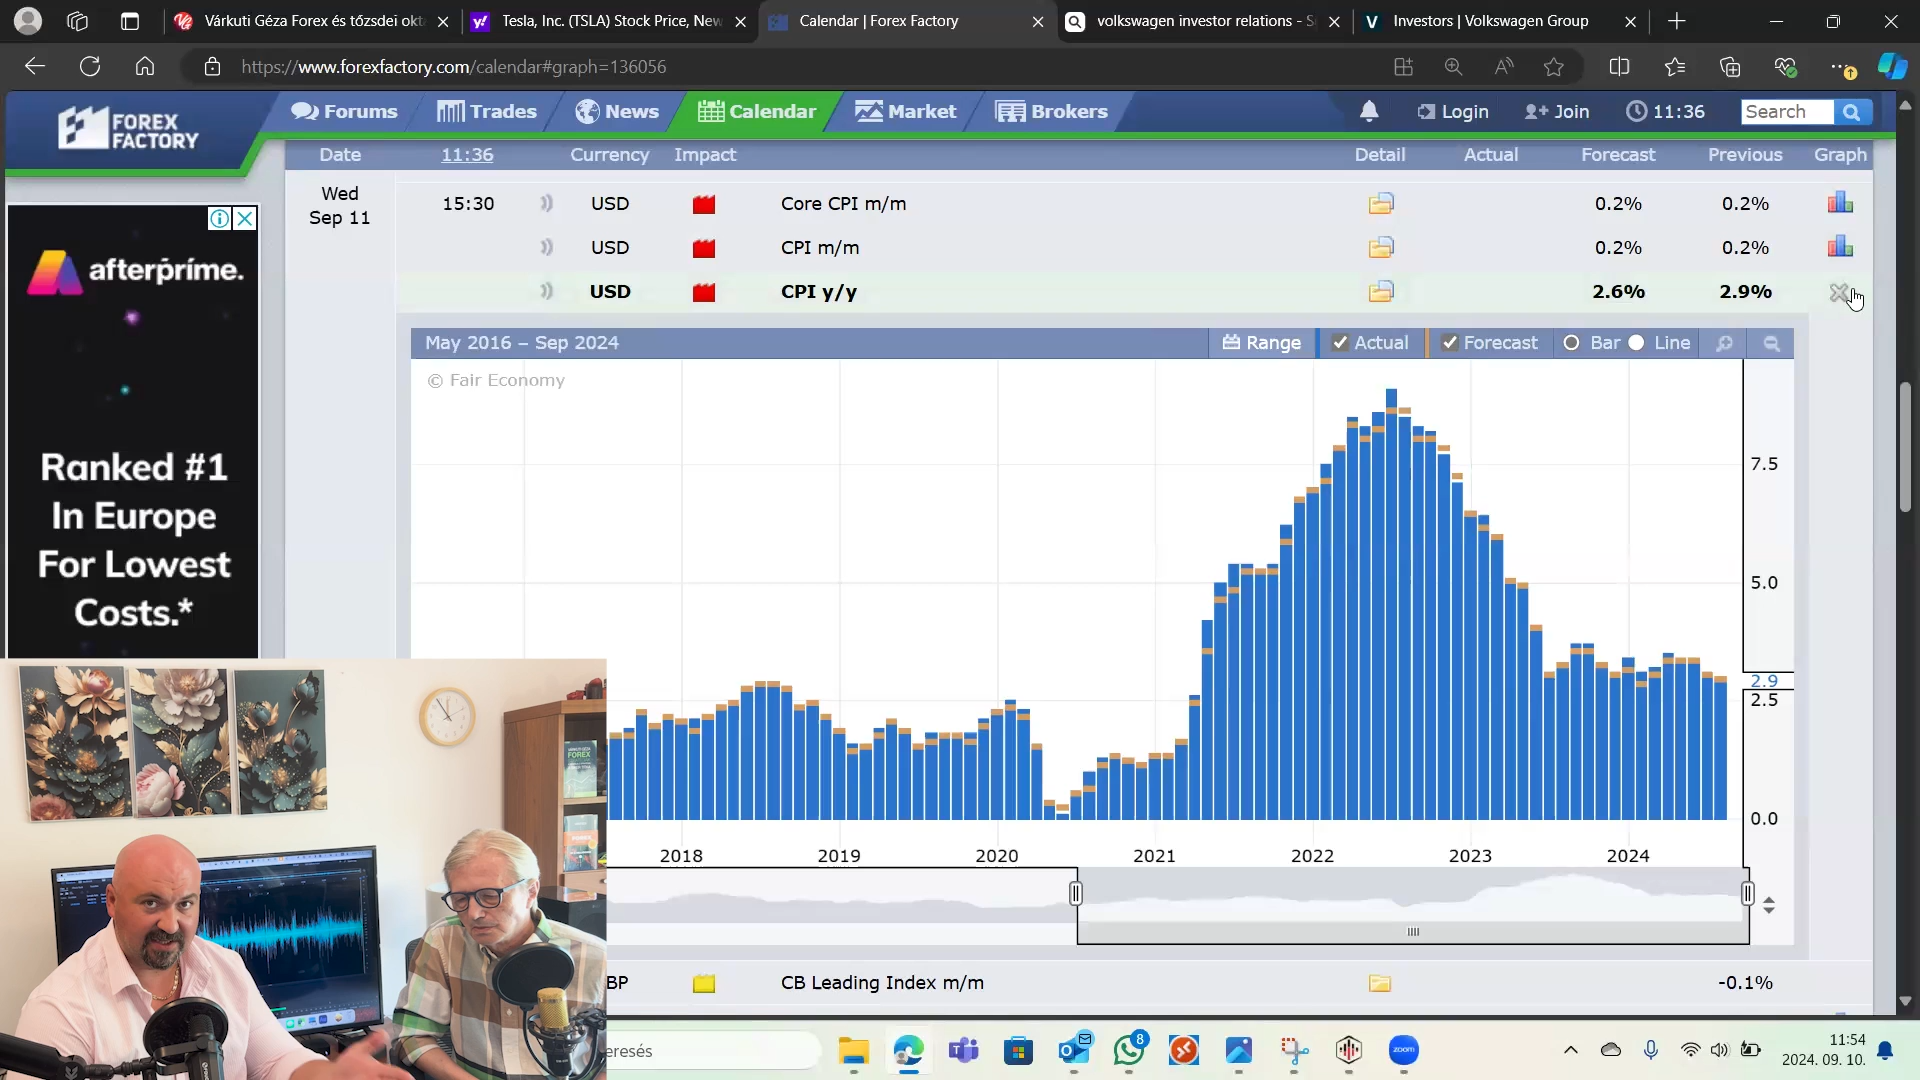 Várkuti Géza Forex és tőzsdei okta
Tesla, Inc. (TSLA) Stock Price, New
Calendar | Forex Factory
volkswagen investor relations - S
Investors | Volkswagen Group
https://www.forexfactory.com/calendar#graph=136056
FOREX
FACTORY
Forums
Trades
News
Calendar
Market
Brokers
Login
Join
11:36
Search
Date 11:36 Currency Impact Detail Actual Forecast Previous Graph
Wed
Sep 11
15:30 USD Core CPI m/m 0.2% 0.2%
USD CPI m/m 0.2% 0.2%
USD CPI y/y 2.6% 2.9%
May 2016 – Sep 2024
Range
Actual
Forecast
Bar
Line
© Fair Economy
7.5
5.0
2.9
2.5
0.0
2018 2019 2020 2021 2022 2023 2024
afterprime.
Ranked #1
In Europe
For Lowest
Costs.*
FOREX
BP CB Leading Index m/m -0.1%
eresés
8
zoom
11:54
2024. 09. 10.